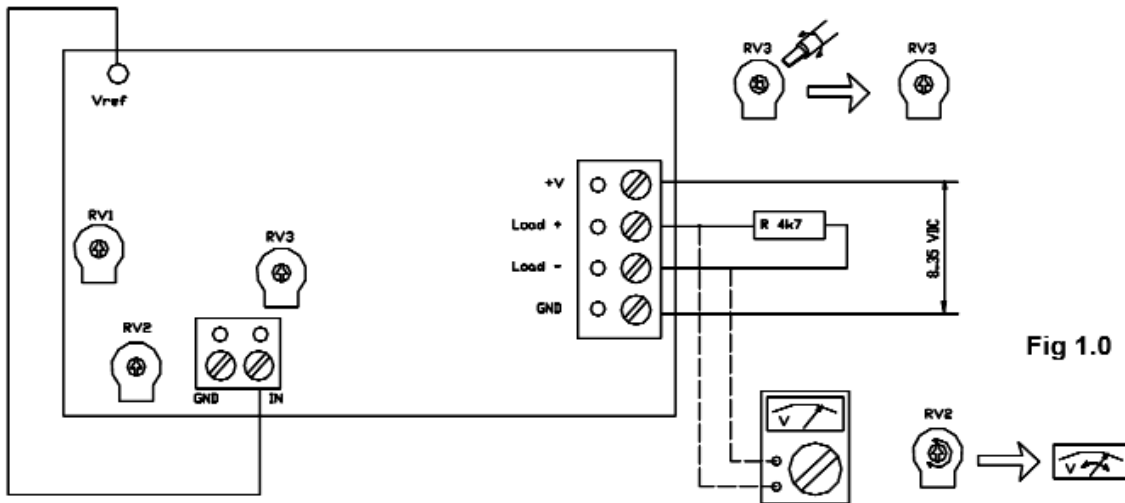 Vref
RV3
RV3
RV1
RV3
RV2
GND
IN
+V
Load +
Load -
GND
R 4k7
8..35 VDC
Fig 1.0
V
RV2
V